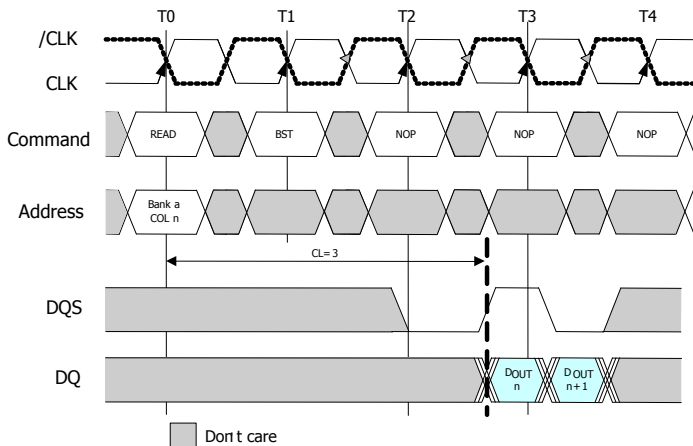 T0 T1 T2 T3 T4
/CLK
CLK
Command READ BST NOP NOP NOP
Address Bank a
COL n
CL=3
DQS
DQ DOUT
n DOUT
n+1
Don't care